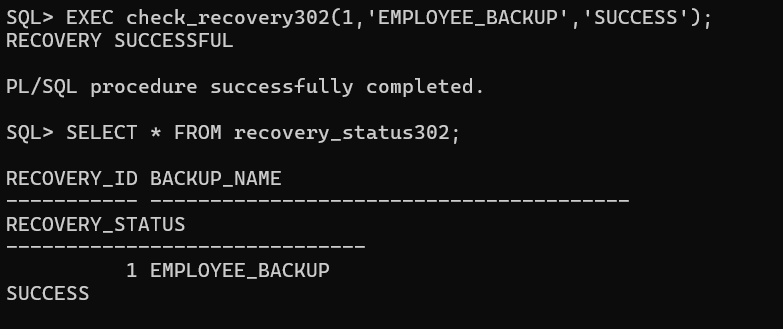 SQL> EXEC check_recovery302(1,'EMPLOYEE_BACKUP','SUCCESS');
RECOVERY SUCCESSFUL
PL/SQL procedure successfully completed.
SQL> SELECT * FROM recovery_status302;
RECOVERY_ID BACKUP_NAME
----------- ----------------------------------------
RECOVERY_STATUS
------------------------------
          1 EMPLOYEE_BACKUP
SUCCESS